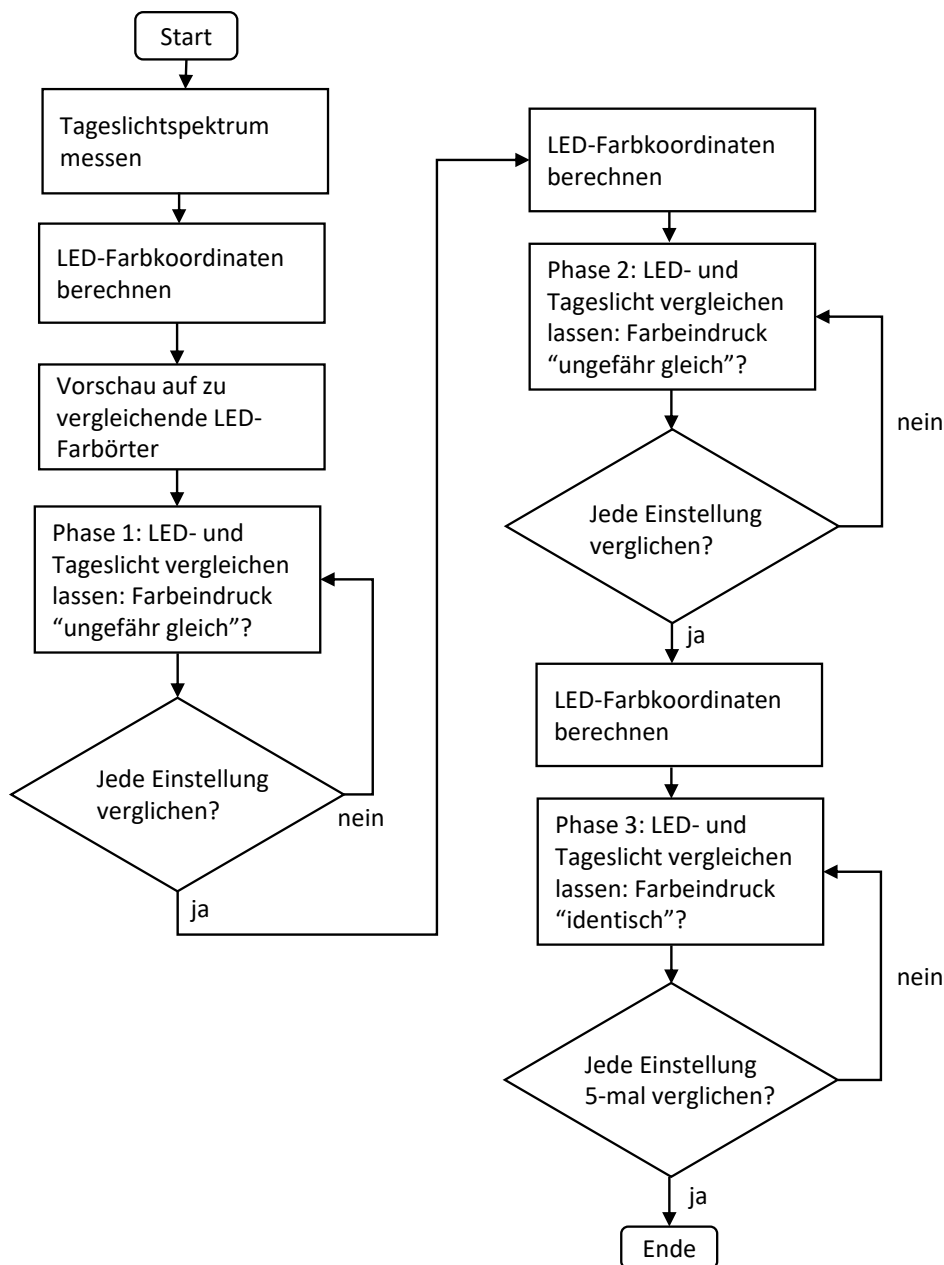 Start
Tageslichtspektrum
messen
LED-Farbkoordinaten
berechnen
Vorschau auf zu
vergleichende LED-
Farbörter
Phase 1: LED- und
Tageslicht vergleichen
lassen: Farbeindruck
“ungefähr gleich”?
Jede Einstellung
verglichen?
nein
ja
LED-Farbkoordinaten
berechnen
Phase 2: LED- und
Tageslicht vergleichen
lassen: Farbeindruck
“ungefähr gleich”?
nein
Jede Einstellung
verglichen?
ja
LED-Farbkoordinaten
berechnen
Phase 3: LED- und
Tageslicht vergleichen
lassen: Farbeindruck
“identisch”?
nein
Jede Einstellung
5-mal verglichen?
ja
Ende